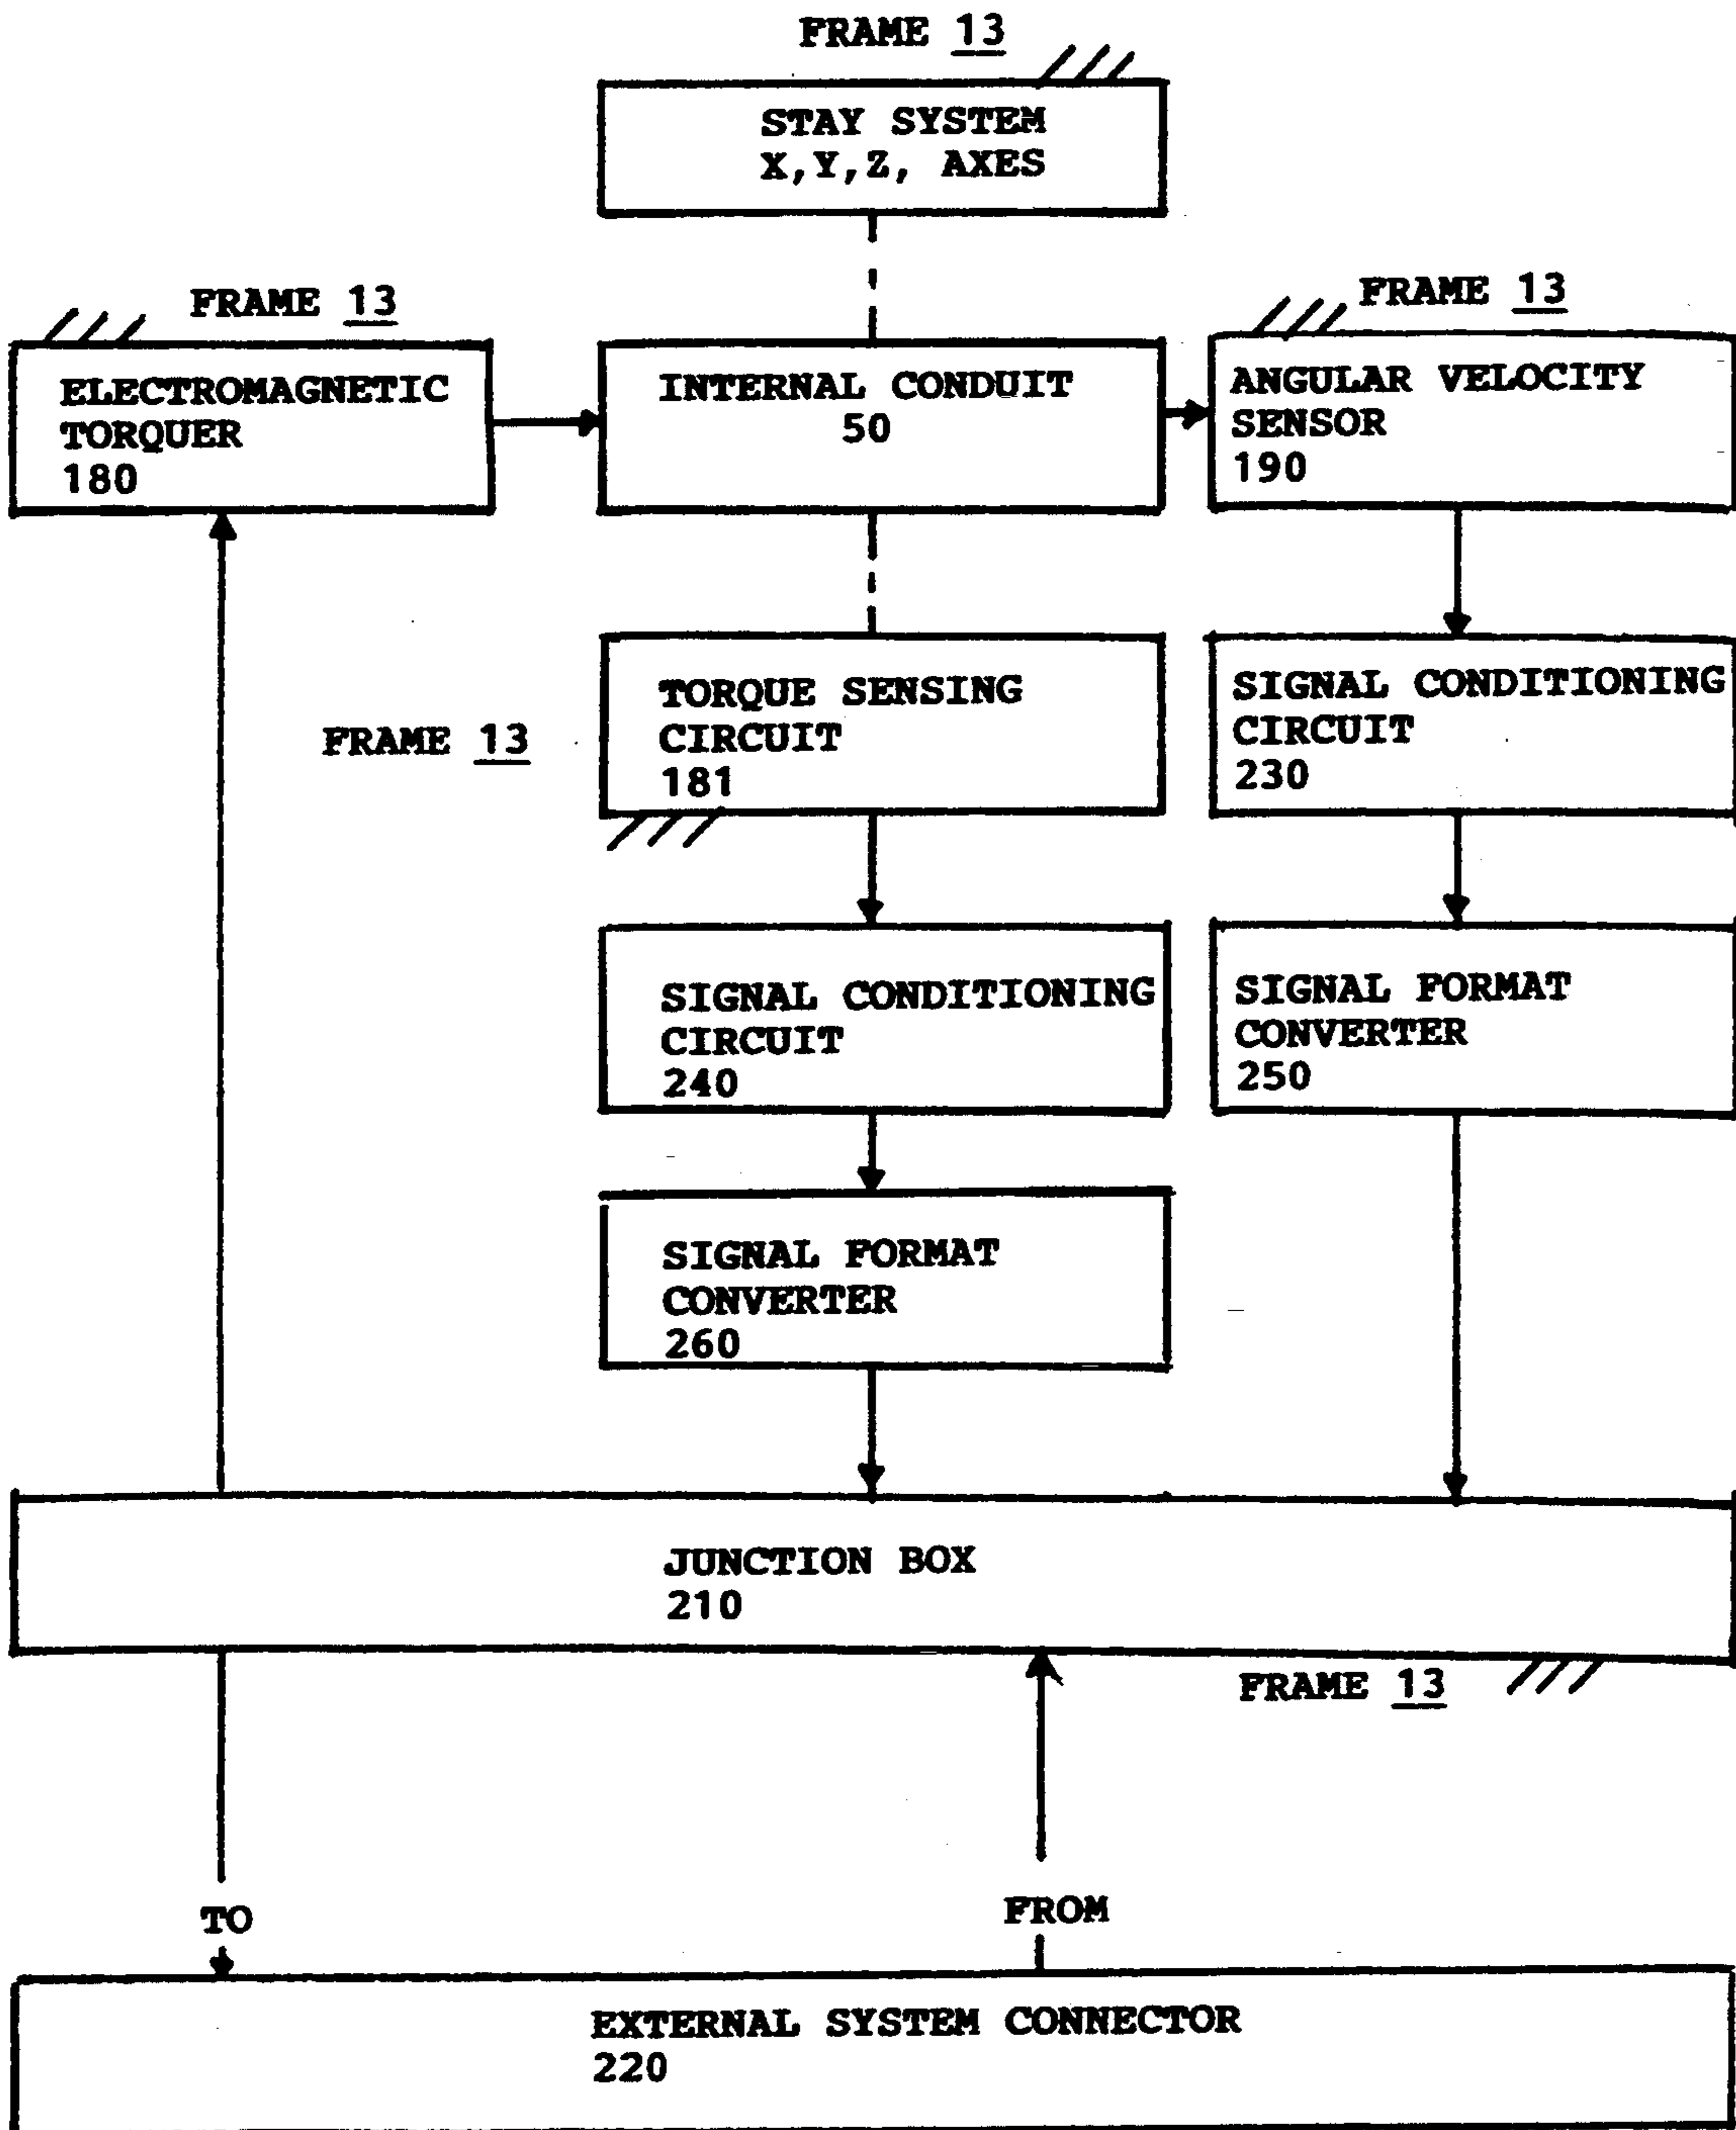 FRAME 13
STAY SYSTEM
X,Y,Z, AXES
FRAME 13
FRAME 13
ELECTROMAGNETIC
TORQUER
180
INTERNAL CONDUIT
50
ANGULAR VELOCITY
SENSOR
190
FRAME 13
TORQUE SENSING
CIRCUIT
181
SIGNAL CONDITIONING
CIRCUIT
230
SIGNAL CONDITIONING
CIRCUIT
240
SIGNAL FORMAT
CONVERTER
250
SIGNAL FORMAT
CONVERTER
260
JUNCTION BOX
210
FRAME 13
TO
FROM
EXTERNAL SYSTEM CONNECTOR
220